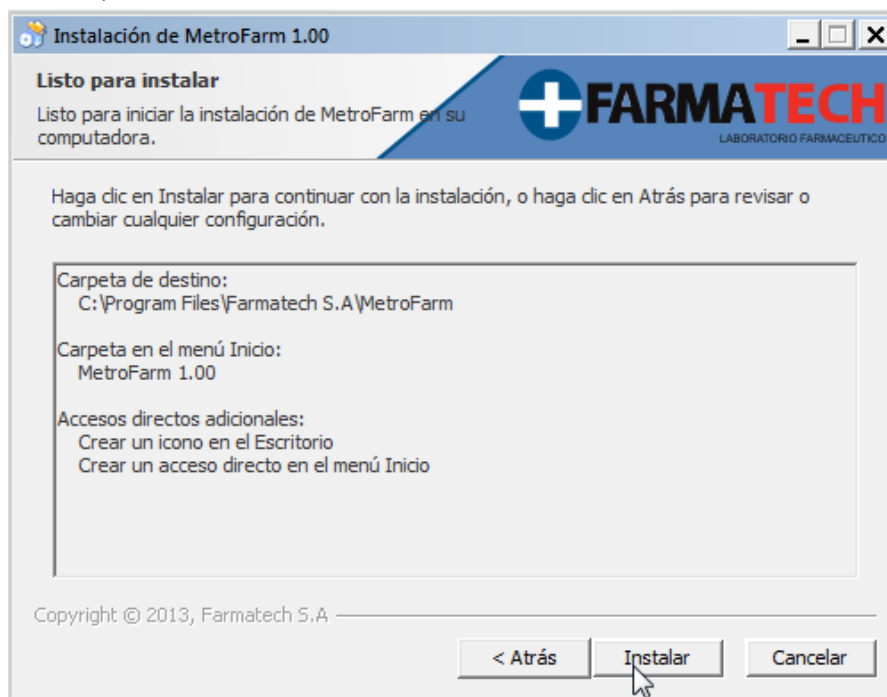 Instalación de MetroFarm 1.00
Listo para instalar
Listo para iniciar la instalación de MetroFarm en su
computadora.
FARMATECH
LABORATORIO FARMACEUTICO
Haga clic en Instalar para continuar con la instalación, o haga clic en Atrás para revisar o
cambiar cualquier configuración.
Carpeta de destino:
C:\Program Files\Farmatech S.A\MetroFarm
Carpeta en el menú Inicio:
MetroFarm 1.00
Accesos directos adicionales:
Crear un icono en el Escritorio
Crear un acceso directo en el menú Inicio
Copyright © 2013, Farmatech S.A
< Atrás
Instalar
Cancelar